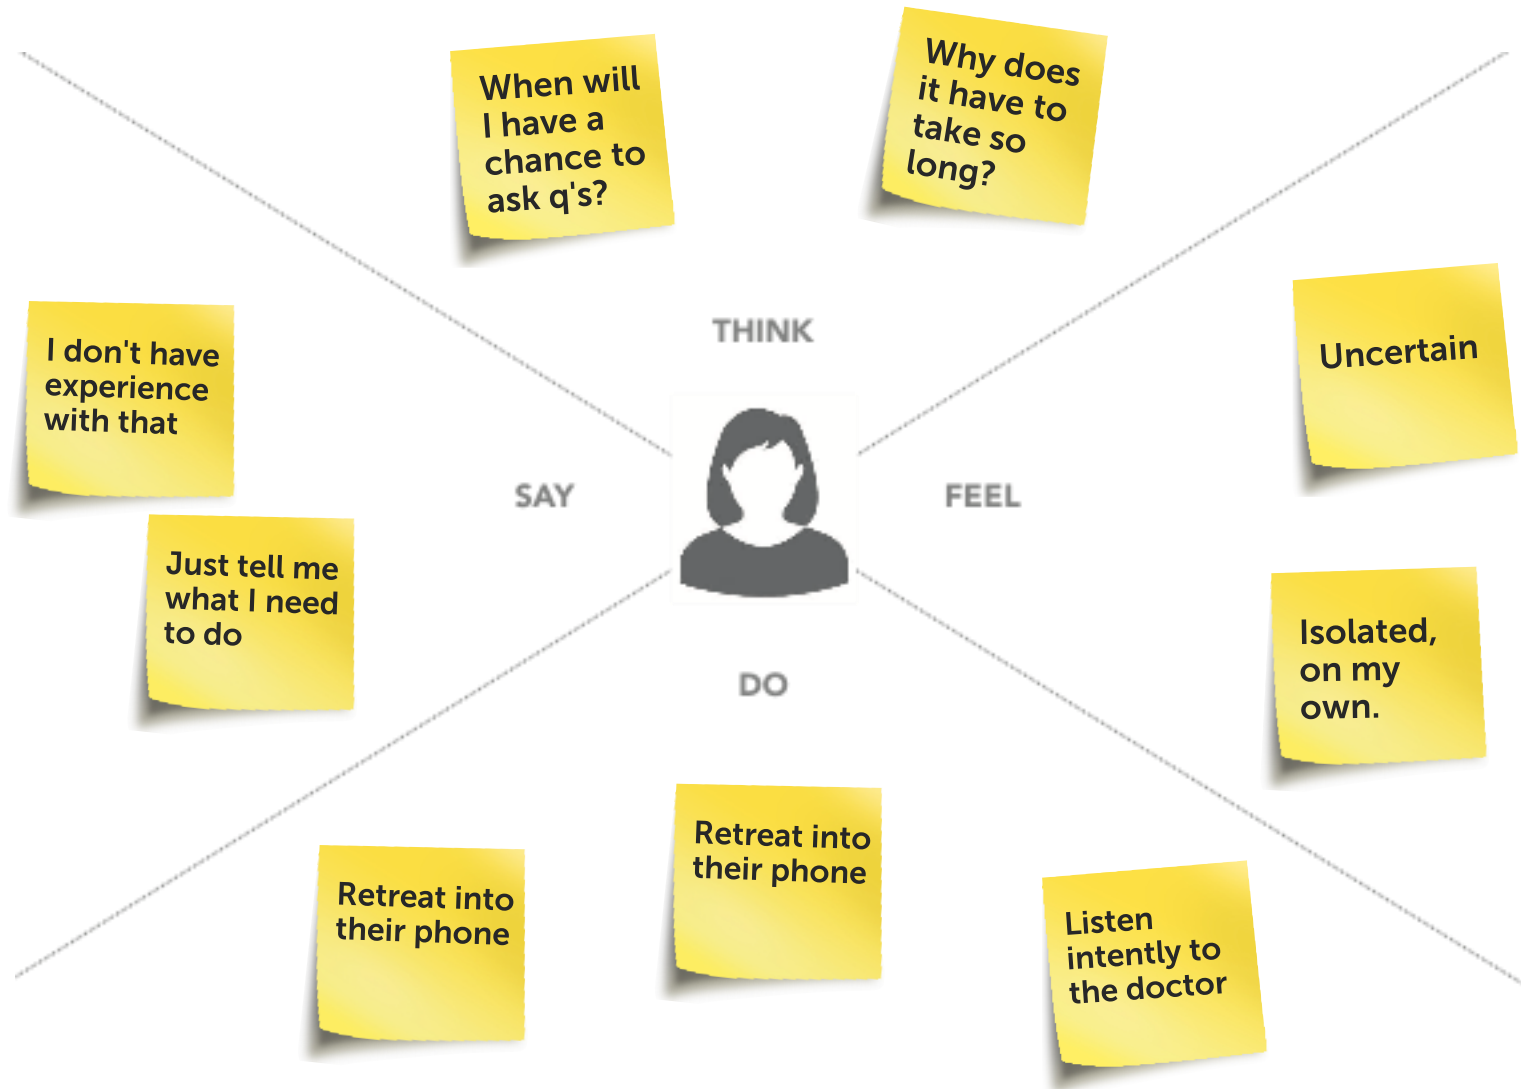 When will
I have a
chance to
ask q's?
Why does
it have to
take so
long?
THINK
I don't have
experience
with that
Just tell me
what I need
to do
SAY
FEEL
Uncertain
Isolated,
on my
own.
DO
Retreat into
their phone
Retreat into
their phone
Listen
intently to
the doctor